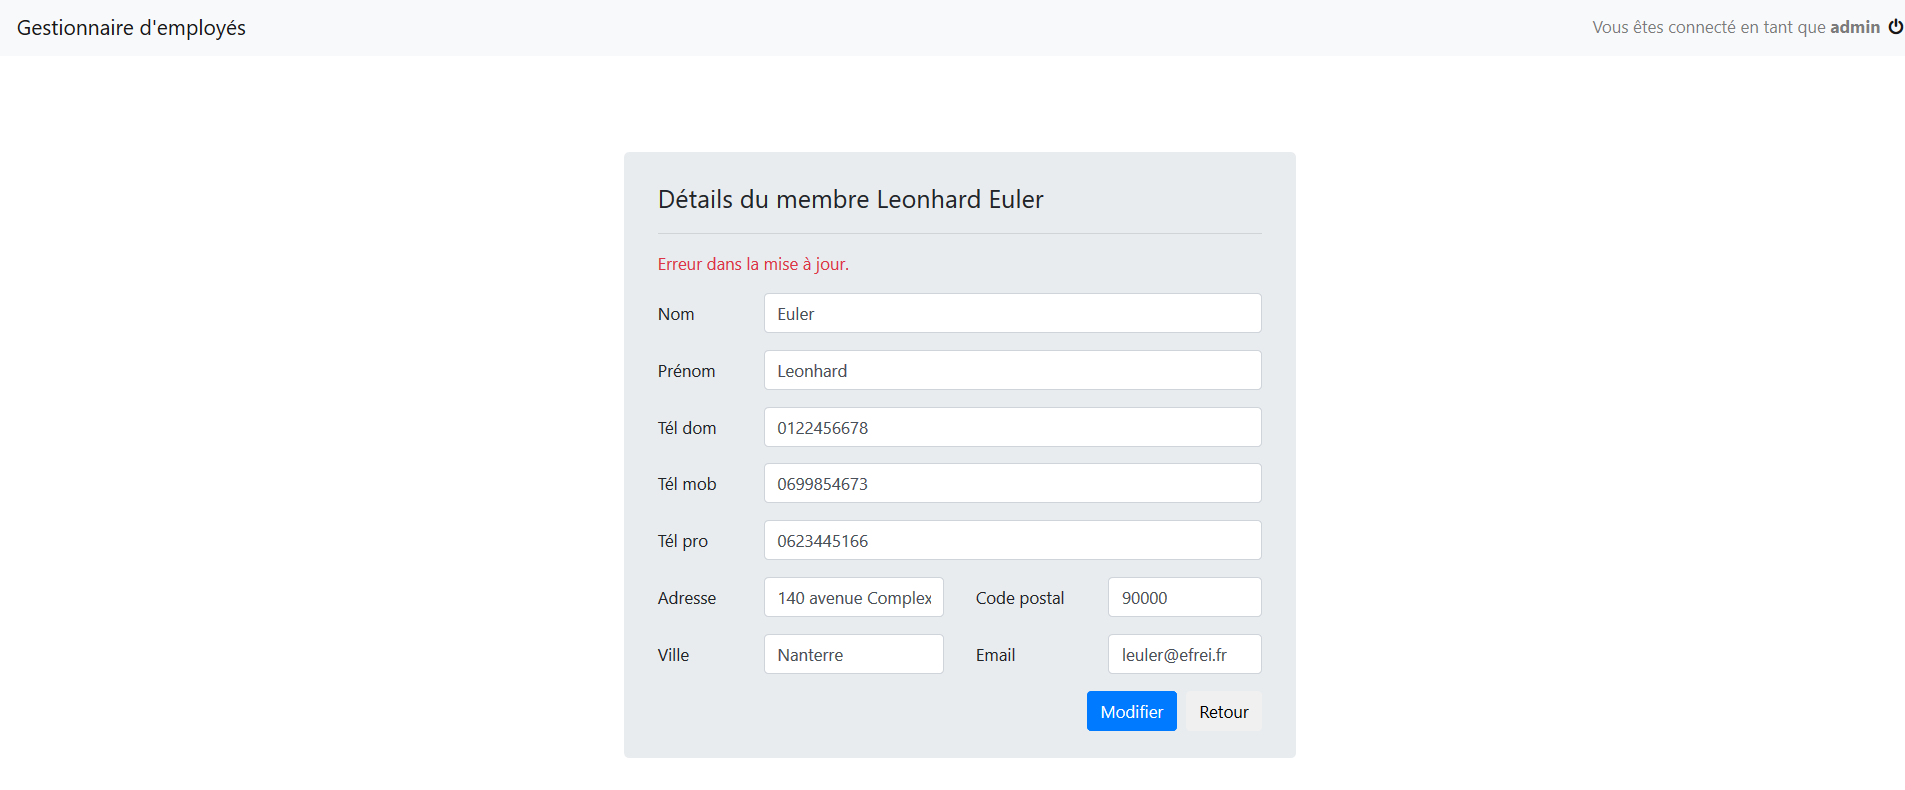 Gestionnaire d'employés
Vous êtes connecté en tant que admin
Détails du membre Leonhard Euler
Erreur dans la mise à jour.
Nom Euler
Prénom Leonhard
Tél dom 0122456678
Tél mob 0699854673
Tél pro 0623445166
Adresse 140 avenue Complex Code postal 90000
Ville Nanterre Email leuler@efrei.fr
Modifier Retour